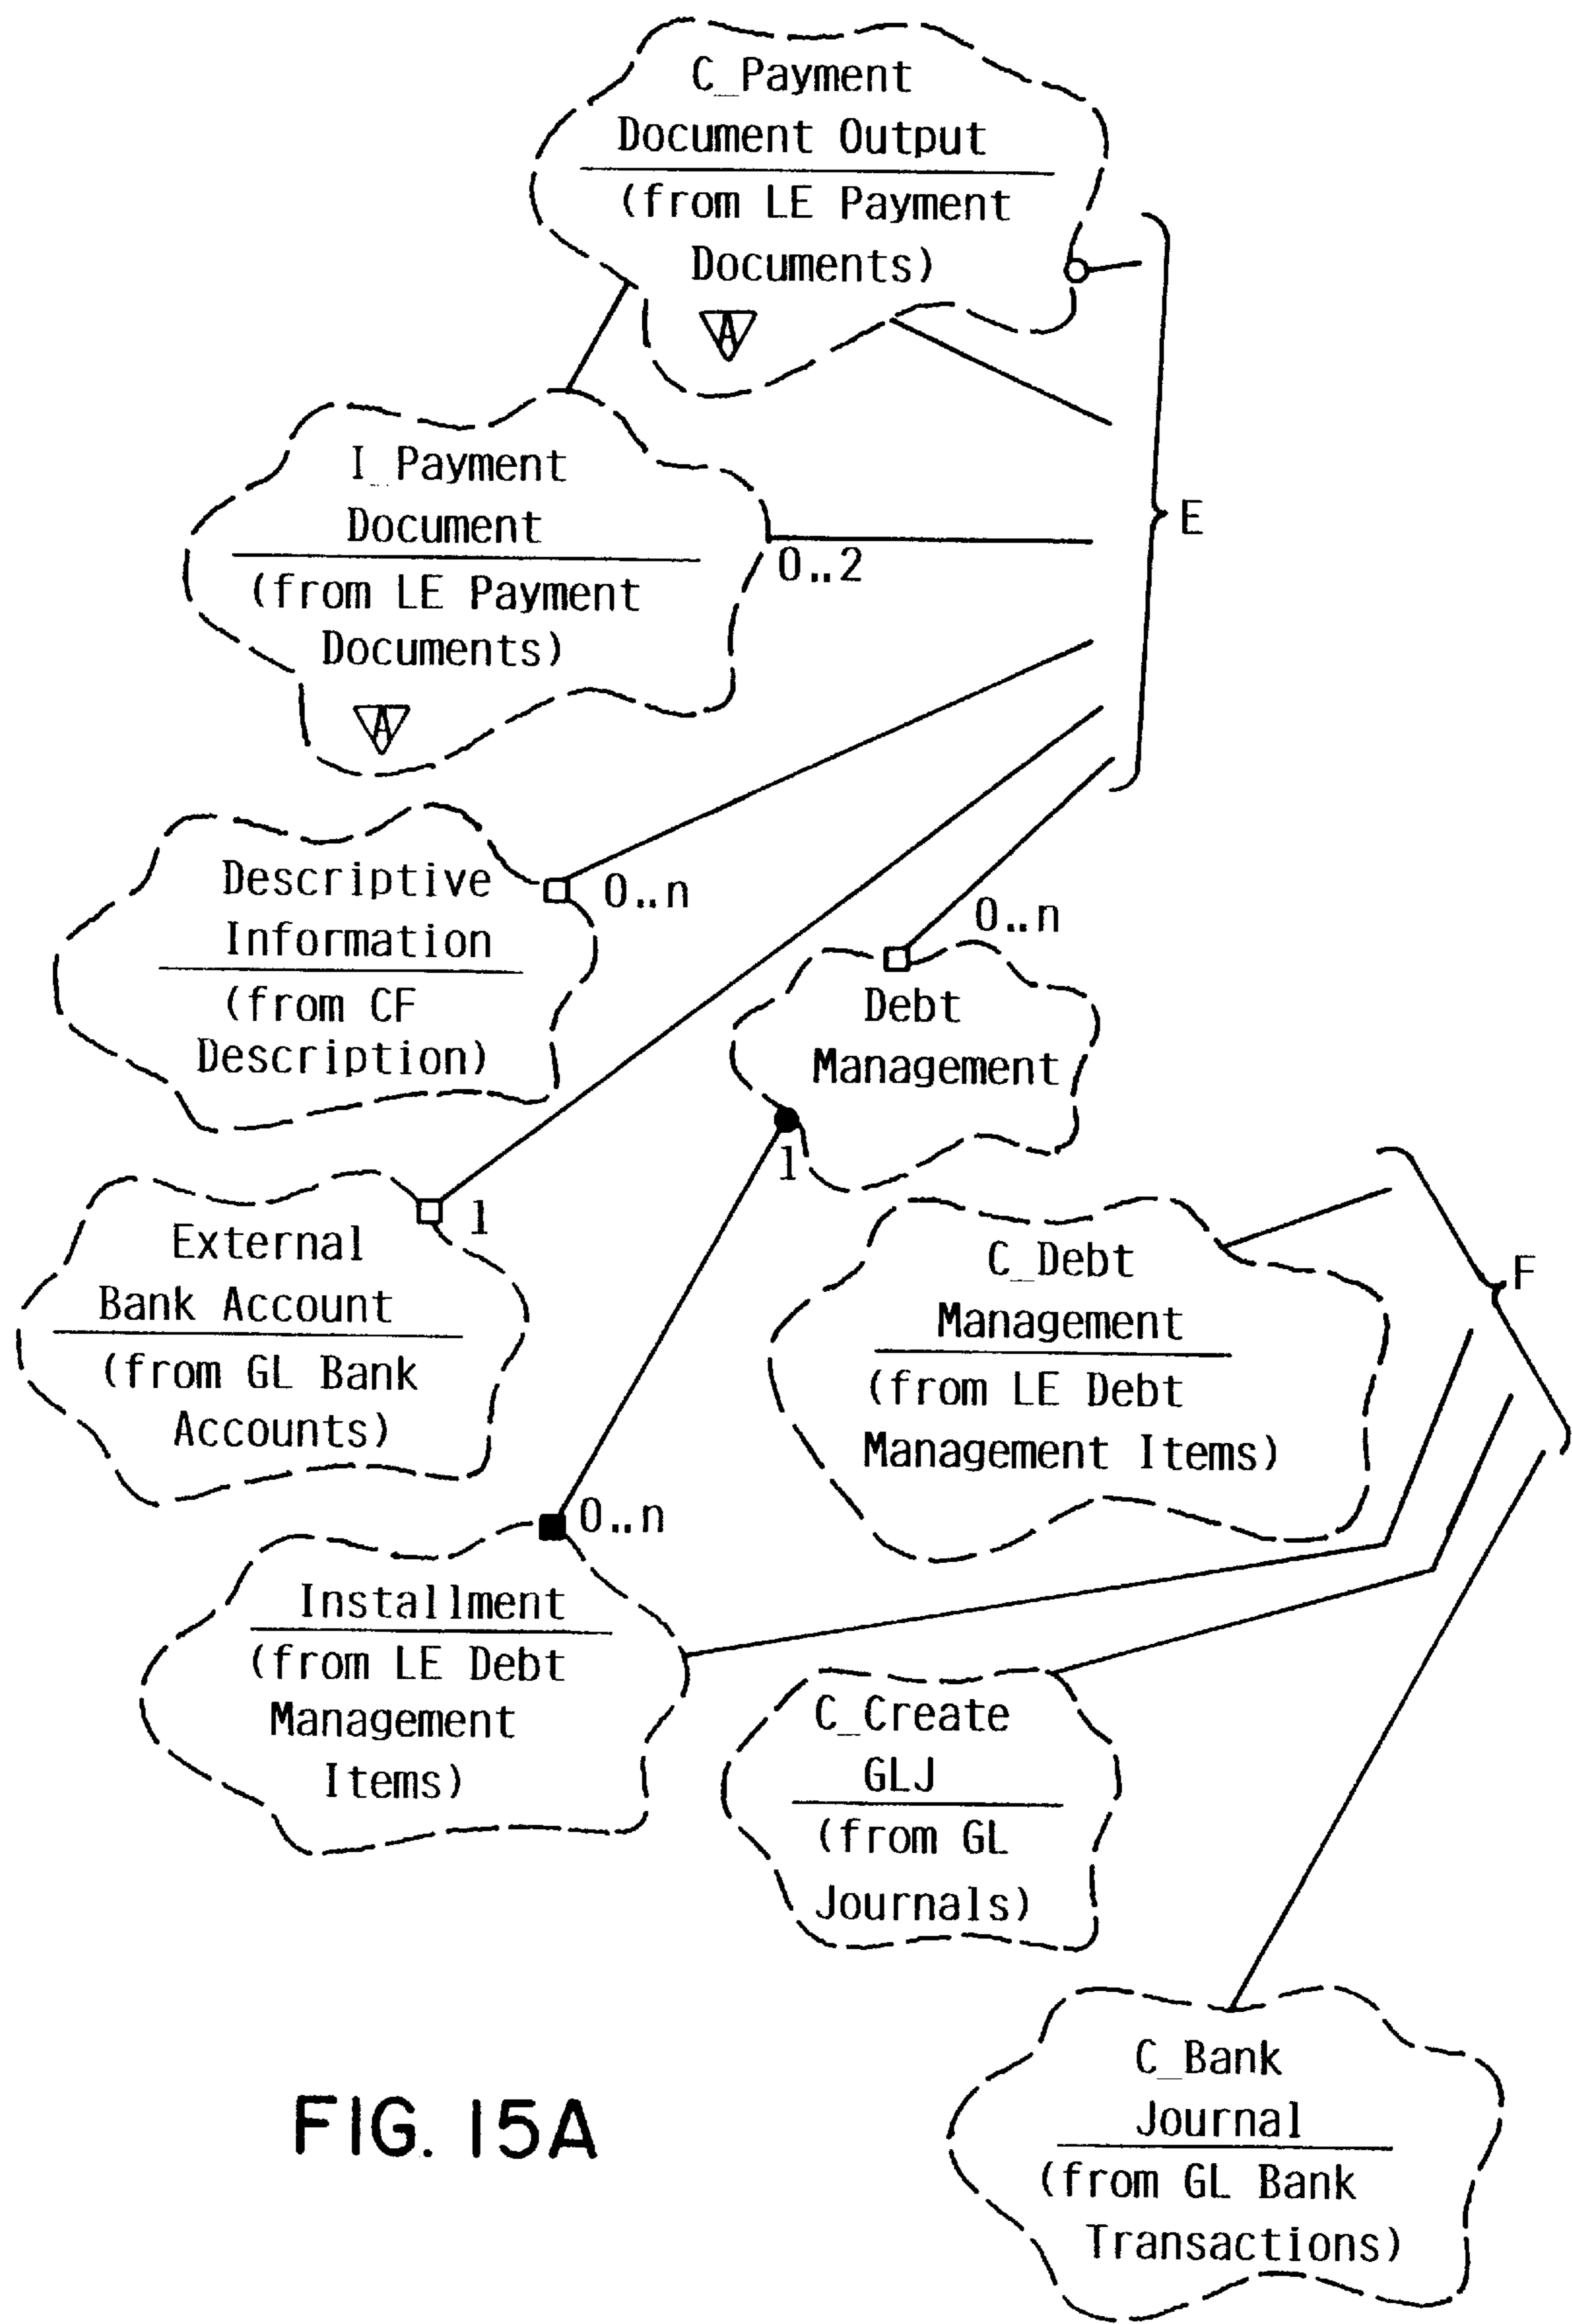 C_Payment
Document Output
(from LE Payment
Documents)
A
E
I_Payment
Document
(from LE Payment
Documents)
A
0..2
Descriptive
Information
(from CF
Description)
0..n
0..n
Debt
Management
1
External
Bank Account
(from GL Bank
Accounts)
1
C_Debt
Management
(from LE Debt
Management Items)
F
0..n
Installment
(from LE Debt
Management
Items)
C_Create
GLJ
(from GL
Journals)
C_Bank
Journal
(from GL Bank
Transactions)
FIG. 15A